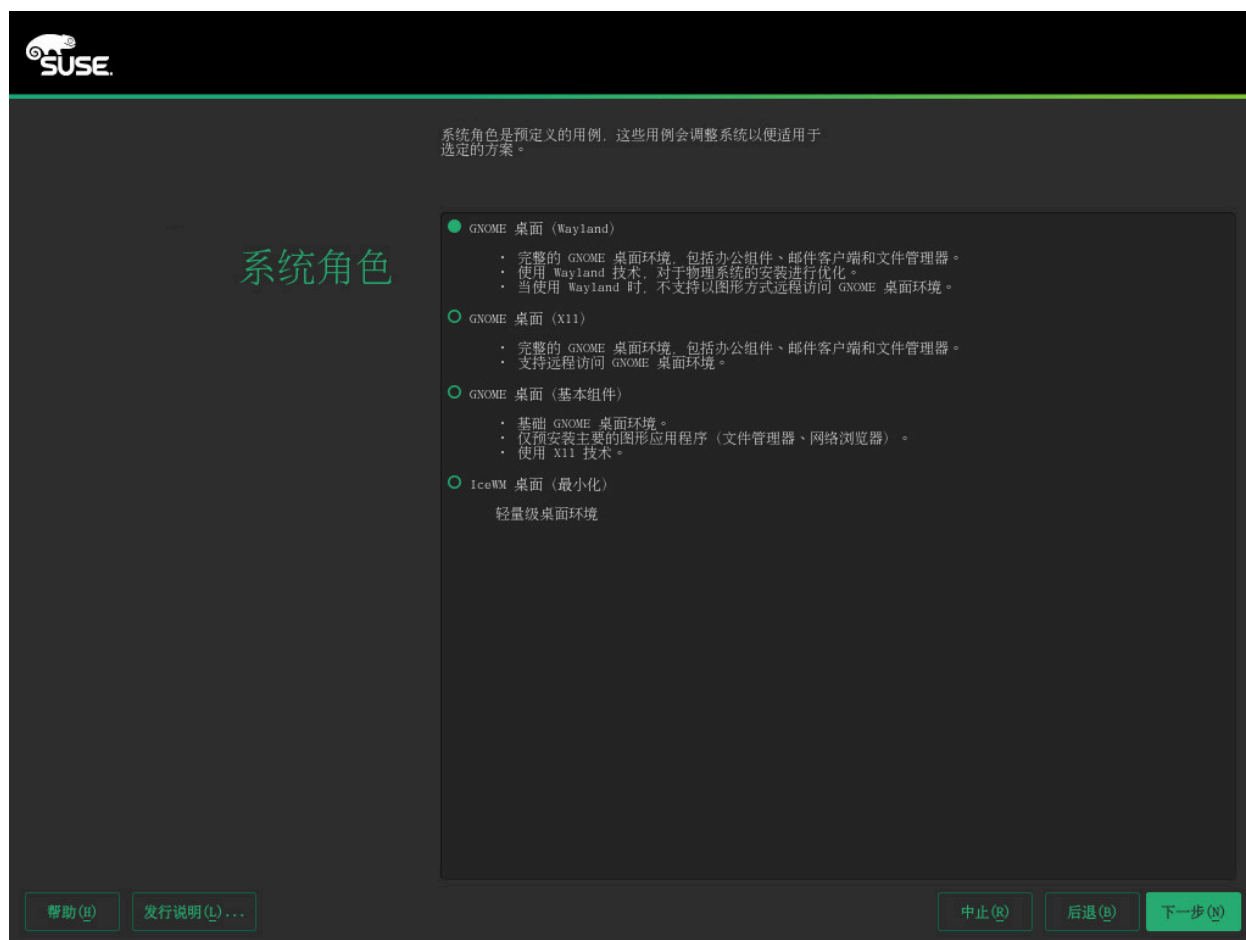 SUSE.
系统角色是预定义的用例，这些用例会调整系统以便适用于
选定的方案。
系统角色
GNOME 桌面（Wayland）
· 完整的 GNOME 桌面环境，包括办公组件、邮件客户端和文件管理器。
· 使用 Wayland 技术，对于物理系统的安装进行优化。
· 当使用 Wayland 时，不支持以图形方式远程访问 GNOME 桌面环境。
GNOME 桌面（X11）
· 完整的 GNOME 桌面环境，包括办公组件、邮件客户端和文件管理器。
· 支持远程访问 GNOME 桌面环境。
GNOME 桌面（基本组件）
· 基础 GNOME 桌面环境。
· 仅预安装主要的图形应用程序（文件管理器、网络浏览器）。
· 使用 X11 技术。
IceWM 桌面（最小化）
轻量级桌面环境
帮助(H) 发行说明(L)... 中止(R) 后退(B) 下一步(N)